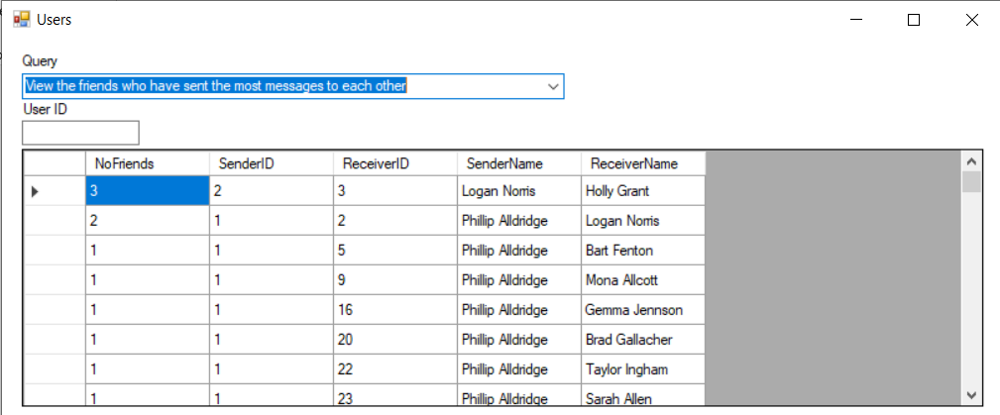 Users
Query
View the friends who have sent the most messages to each other
User ID
NoFriends SenderID ReceiverID SenderName ReceiverName
3 2 3 Logan Norris Holly Grant
2 1 2 Phillip Alldridge Logan Norris
1 1 5 Phillip Alldridge Bart Fenton
1 1 9 Phillip Alldridge Mona Allcott
1 1 16 Phillip Alldridge Gemma Jennson
1 1 20 Phillip Alldridge Brad Gallacher
1 1 22 Phillip Alldridge Taylor Ingham
1 1 23 Phillip Alldridge Sarah Allen